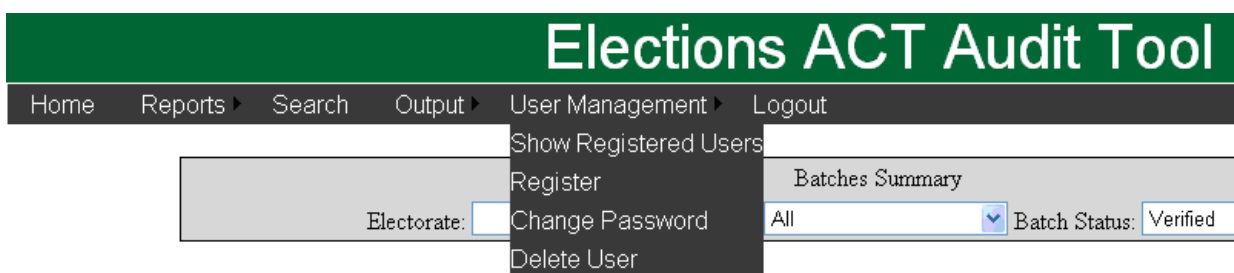 Elections ACT Audit Tool
Home Reports Search Output User Management Logout
Show Registered Users
Register
Change Password
Delete User
Batches Summary
Electorate: All Batch Status: Verified